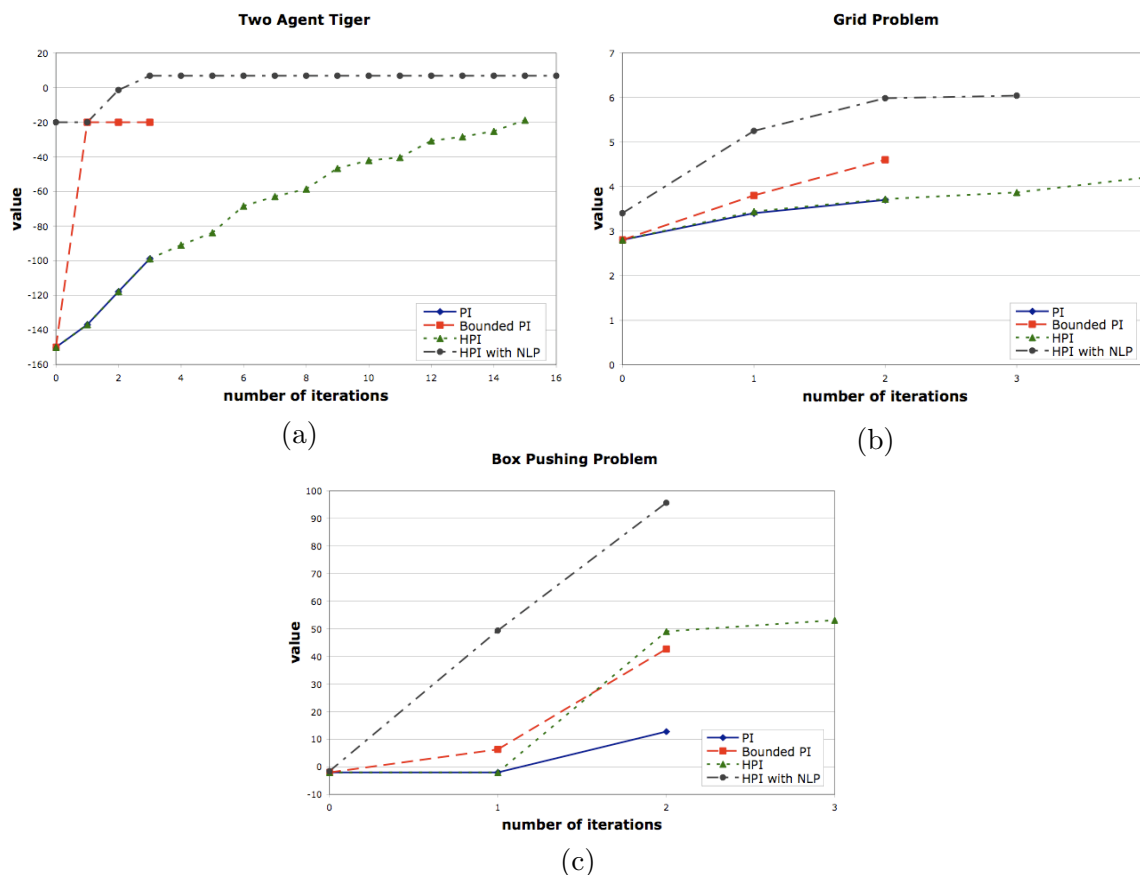 Two Agent Tiger
20
0
-20
-40
-60
-80
-100
-120
-140
-160
value
0 2 4 6 8 10 12 14 16
number of iterations
PI
Bounded PI
HPI
HPI with NLP
(a)
Grid Problem
7
6
5
4
3
2
1
0
value
0 1 2 3
number of iterations
PI
Bounded PI
HPI
HPI with NLP
(b)
Box Pushing Problem
100
90
80
70
60
50
40
30
20
10
0
-10
value
0 1 2 3
number of iterations
PI
Bounded PI
HPI
HPI with NLP
(c)